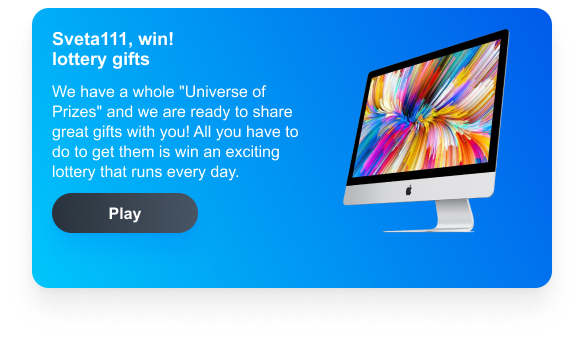 Sveta111, win!
lottery gifts
We have a whole "Universe of
Prizes" and we are ready to share
great gifts with you! All you have to
do to get them is win an exciting
lottery that runs every day.
Play